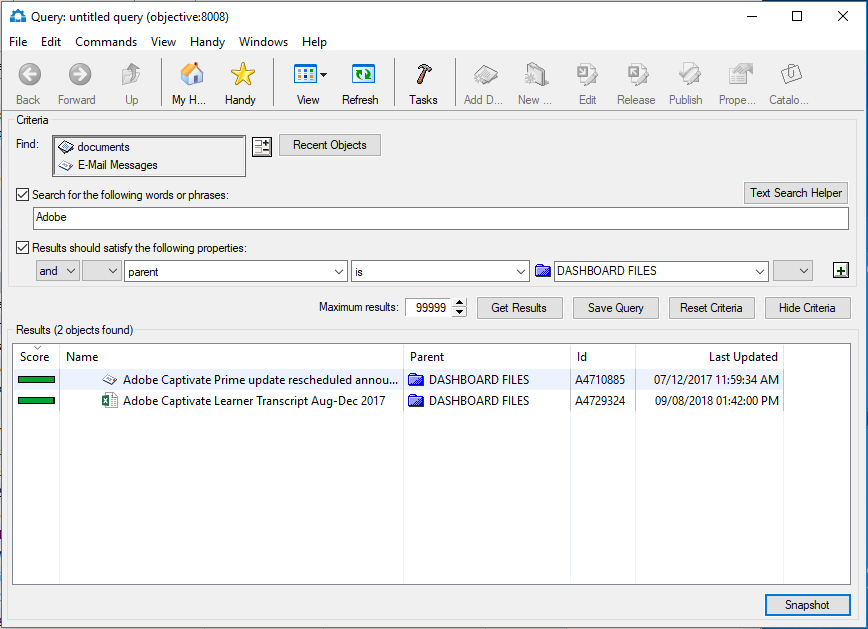 Query: untitled query (objective:8008)
File Edit Commands View Handy Windows Help
Back Forward Up My H... Handy View Refresh Tasks Add D... New ... Edit Release Publish Prope... Catalo...
Criteria
Find: documents Recent Objects
E-Mail Messages
Search for the following words or phrases: Text Search Helper
Adobe
Results should satisfy the following properties:
and parent is DASHBOARD FILES
Maximum results: 99999 Get Results Save Query Reset Criteria Hide Criteria
Results (2 objects found)
Score Name Parent Id Last Updated
Adobe Captivate Prime update rescheduled annou... DASHBOARD FILES A4710885 07/12/2017 11:59:34 AM
Adobe Captivate Learner Transcript Aug-Dec 2017 DASHBOARD FILES A4729324 09/08/2018 01:42:00 PM
Snapshot